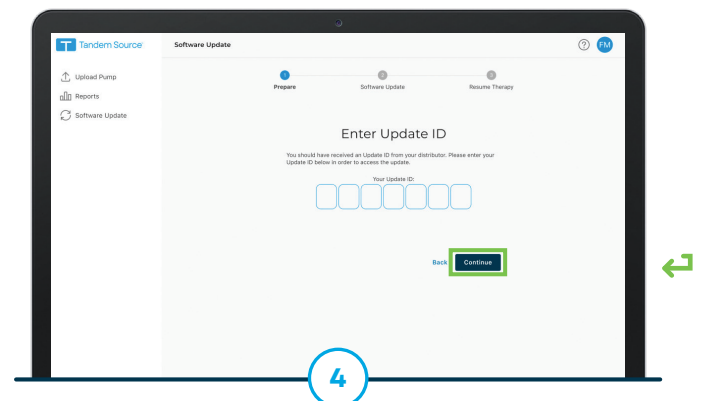 Tandem Source
Software Update
?
FM
Upload Pump
Reports
Software Update
1
2
3
Prepare
Software Update
Resume Therapy
Enter Update ID
You should have received an Update ID from your distributor. Please enter your
Update ID below in order to access the update.
Your Update ID:
Back
Continue
4